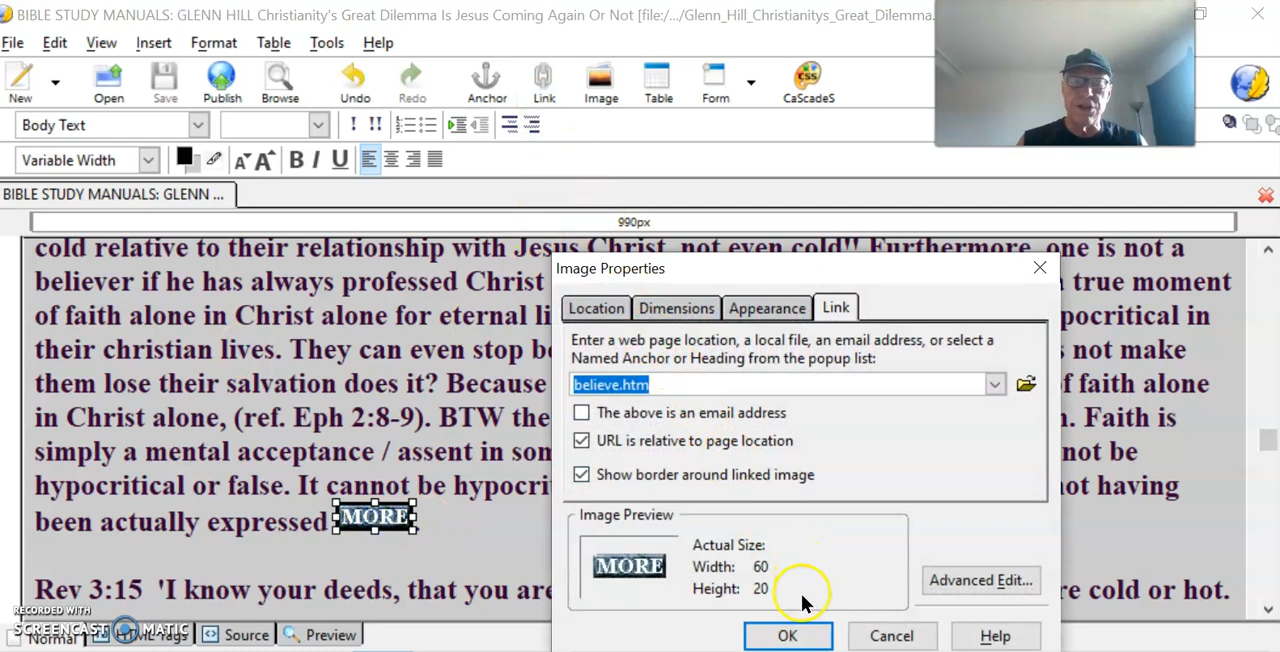 BIBLE STUDY MANUALS: GLENN HILL Christianity's Great Dilemma Is Jesus Coming Again Or Not [file:/.../Glenn_Hill_Christianitys_Great_Dilemma.
File Edit View Insert Format Table Tools Help
New Open Save Publish Browse Undo Redo Anchor Link Image Table Form CaScadeS
Body Text
Variable Width B I U
BIBLE STUDY MANUALS: GLENN ...
990px
cold relative to their relationship with Jesus Christ, not even cold!! Furthermore, one is not a
believer if he has always professed Christ a true moment
of faith alone in Christ alone for eternal li pocritical in
their christian lives. They can even stop be s not make
them lose their salvation does it? Because of faith alone
in Christ alone, (ref. Eph 2:8-9). BTW the n. Faith is
simply a mental acceptance / assent in som not be
hypocritical or false. It cannot be hypocri not having
been actually expressed MORE.
Rev 3:15 'I know your deeds, that you are re cold or hot.
Image Properties
Location Dimensions Appearance Link
Enter a web page location, a local file, an email address, or select a
Named Anchor or Heading from the popup list:
believe.htm
The above is an email address
URL is relative to page location
Show border around linked image
Image Preview
MORE
Actual Size:
Width: 60
Height: 20
Advanced Edit...
OK Cancel Help
RECORDED WITH
SCREENCAST MATIC
Normal HTML Tags Source Preview